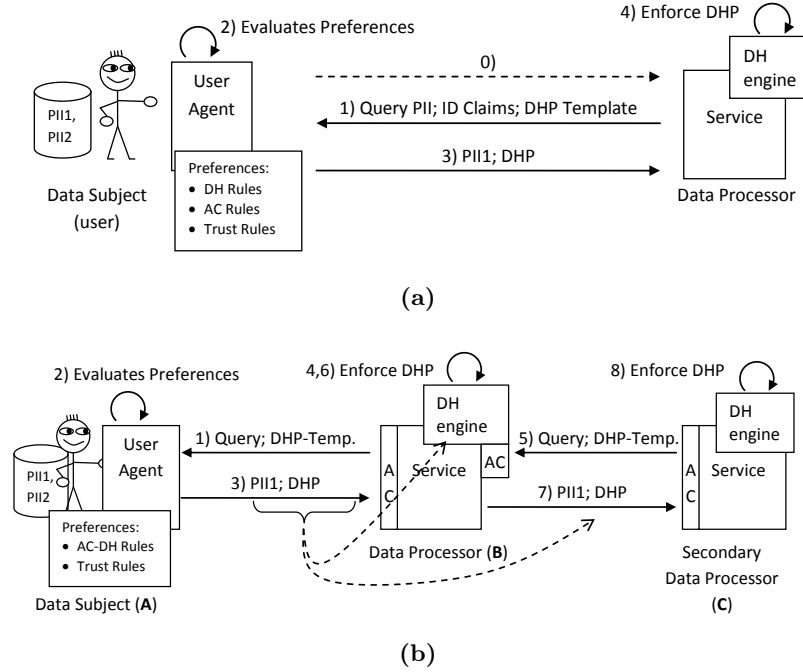 4) Enforce DHP
2) Evaluates Preferences
PII1,
PII2
User
Agent
0)
DH
engine
1) Query PII; ID Claims; DHP Template
Service
3) PII1; DHP
Preferences:
• DH Rules
• AC Rules
• Trust Rules
Data Subject
(user)
Data Processor
(a)
2) Evaluates Preferences
4,6) Enforce DHP
8) Enforce DHP
DH
engine
DH
engine
User
Agent
1) Query; DHP-Temp.
5) Query; DHP-Temp.
PII1,
PII2
A
C
Service
AC
A
C
Service
3) PII1; DHP
7) PII1; DHP
Preferences:
• AC-DH Rules
• Trust Rules
Data Subject (A)
Data Processor (B)
Secondary
Data Processor
(C)
(b)